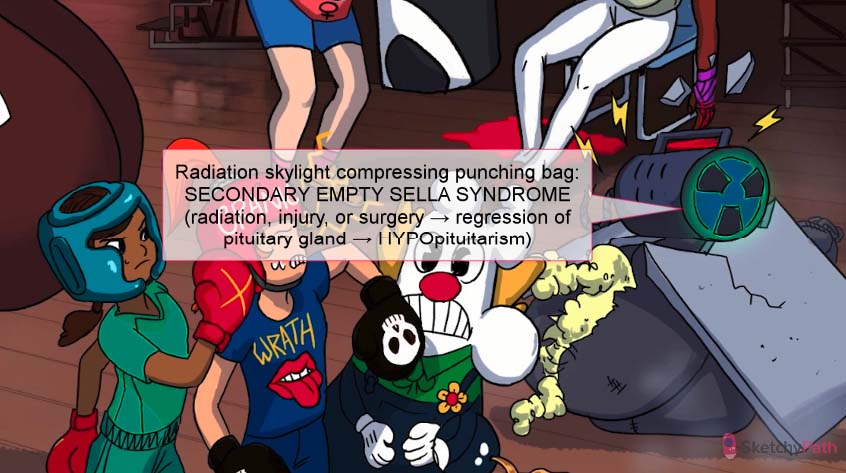 Radiation skylight compressing punching bag:
SECONDARY EMPTY SELLA SYNDROME
(radiation, injury, or surgery → regression of
pituitary gland → HYPOpituitarism)
WRATH
SketchyPath